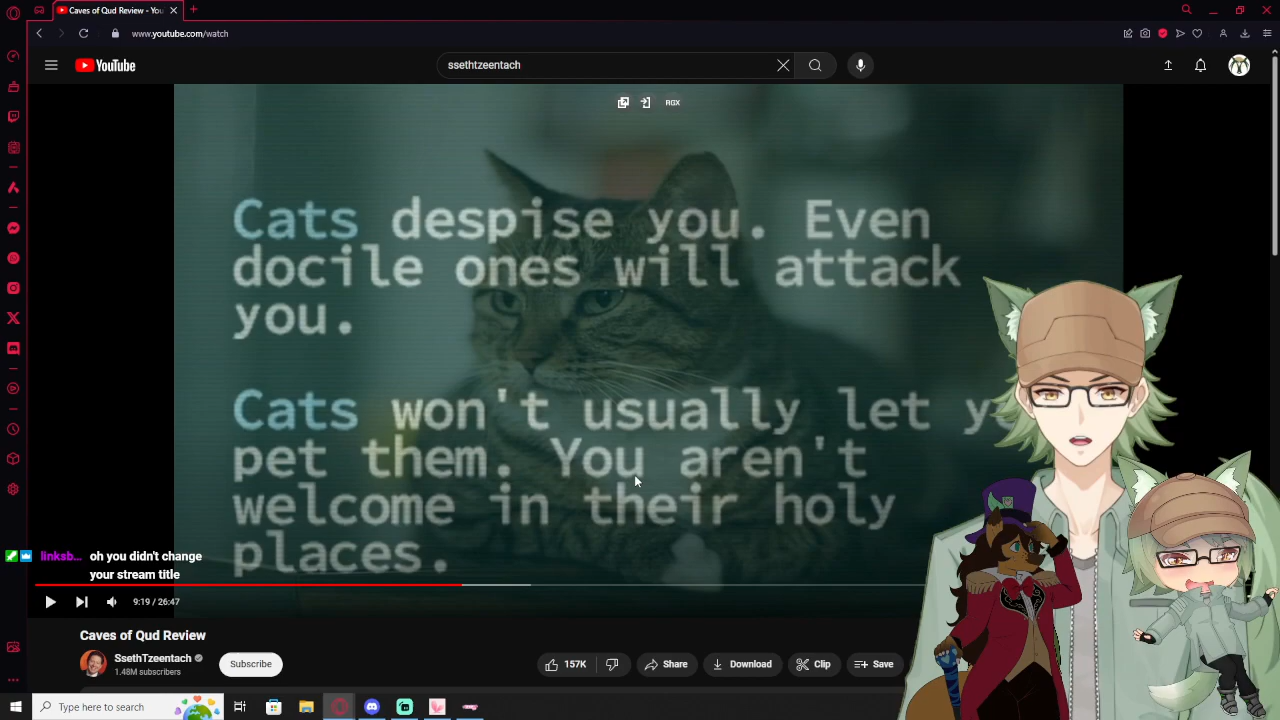 Caves of Qud Review - You
www.youtube.com/watch
YouTube
ssethtzeentach
RGX
Cats despise you. Even
docile ones will attack
you.
Cats won't usually let
pet them. You aren't
welcome in their holy
places.
linksb... oh you didn't change
your stream title
9:19 / 26:47
Caves of Qud Review
SsethTzeentach
1.48M subscribers
Subscribe
157K
Share
Download
Clip
Save
Type here to search